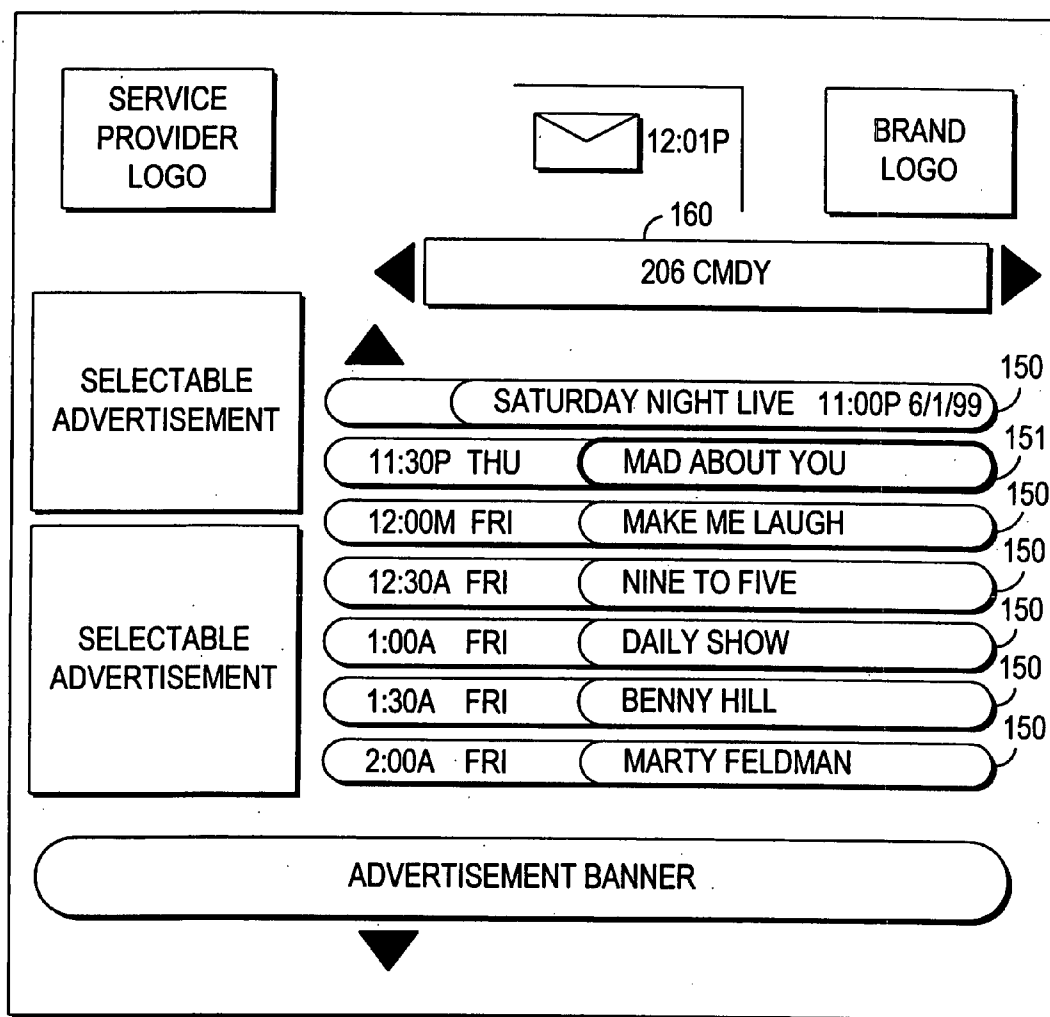 SERVICE
PROVIDER
LOGO
12:01P
BRAND
LOGO
160
206 CMDY
SELECTABLE
ADVERTISEMENT
SATURDAY NIGHT LIVE 11:00P 6/1/99 150
11:30P THU MAD ABOUT YOU 151
12:00M FRI MAKE ME LAUGH 150
12:30A FRI NINE TO FIVE 150
1:00A FRI DAILY SHOW 150
1:30A FRI BENNY HILL 150
2:00A FRI MARTY FELDMAN 150
SELECTABLE
ADVERTISEMENT
ADVERTISEMENT BANNER